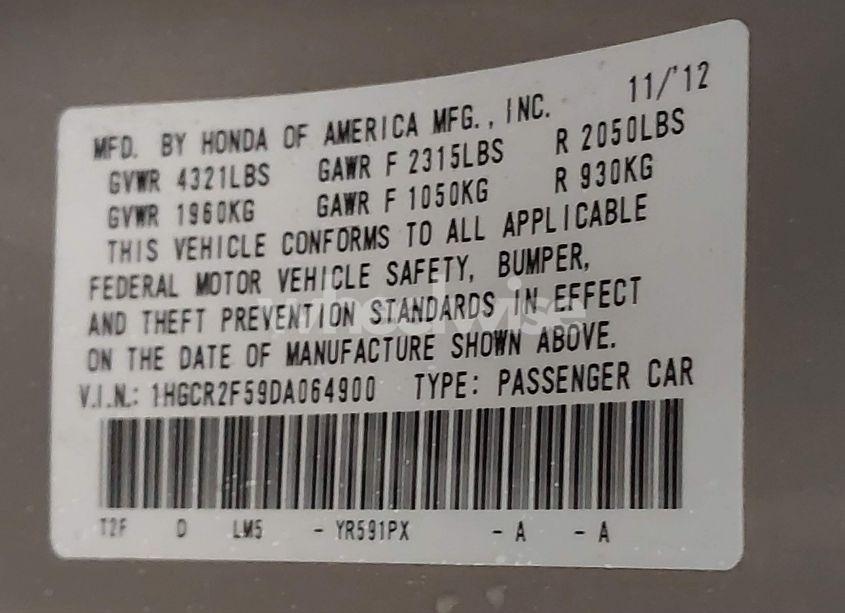 MFD. BY HONDA OF AMERICA MFG., INC. 11/'12
GVWR 4321LBS GAWR F 2315LBS R 2050LBS
GVWR 1960KG GAWR F 1050KG R 930KG
THIS VEHICLE CONFORMS TO ALL APPLICABLE
FEDERAL MOTOR VEHICLE SAFETY, BUMPER,
AND THEFT PREVENTION STANDARDS IN EFFECT
wheelwise
ON THE DATE OF MANUFACTURE SHOWN ABOVE.
V.I.N.: 1HGCR2F59DA064900 TYPE: PASSENGER CAR
T2F D LM5 - YR591PX - A - A